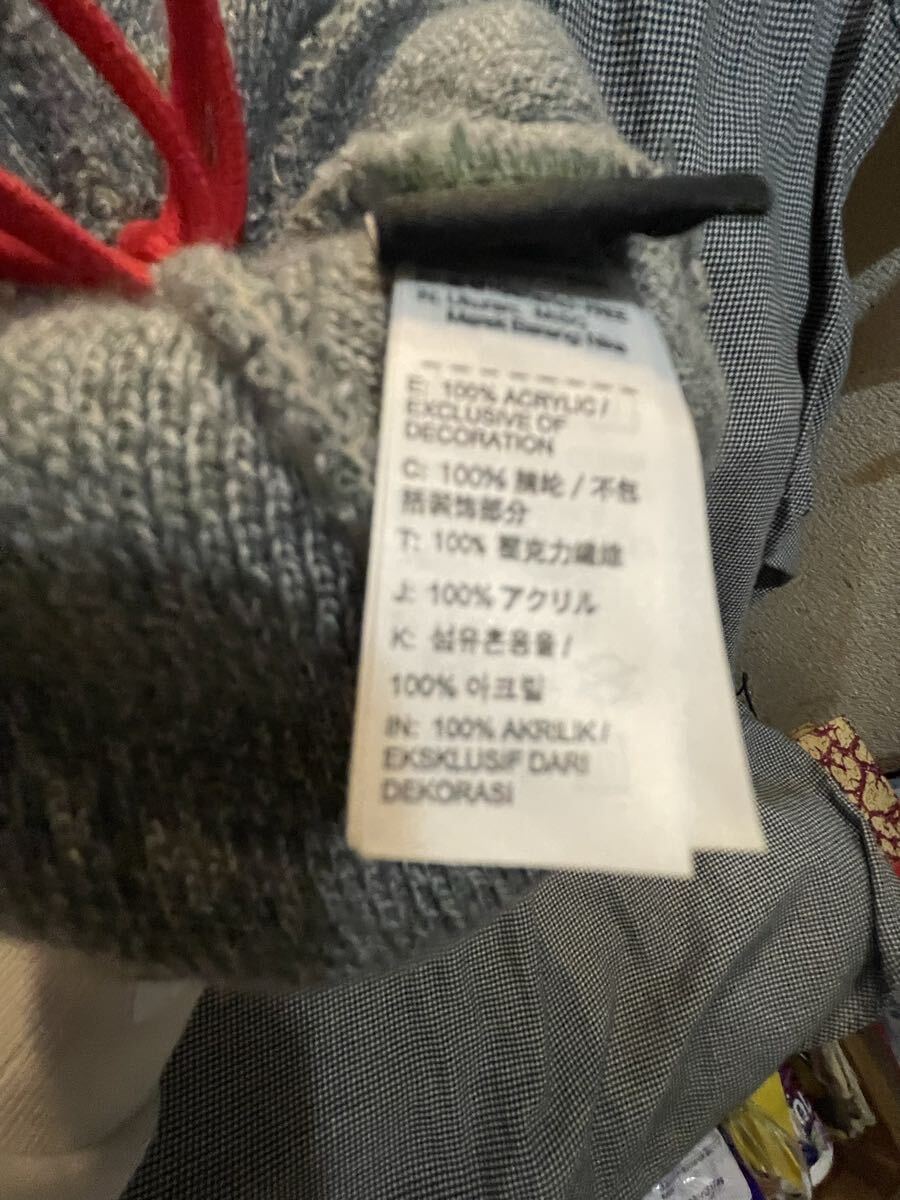 E: 100% ACRYLIC /
EXCLUSIVE OF
DECORATION
C: 100% 腈纶 / 不包
括装饰部分
T: 100% 壓克力纖維
J: 100% アクリル
K: 섬유혼용율 /
100% 아크릴
IN: 100% AKRILIK /
EKSKLUSIF DARI
DEKORASI